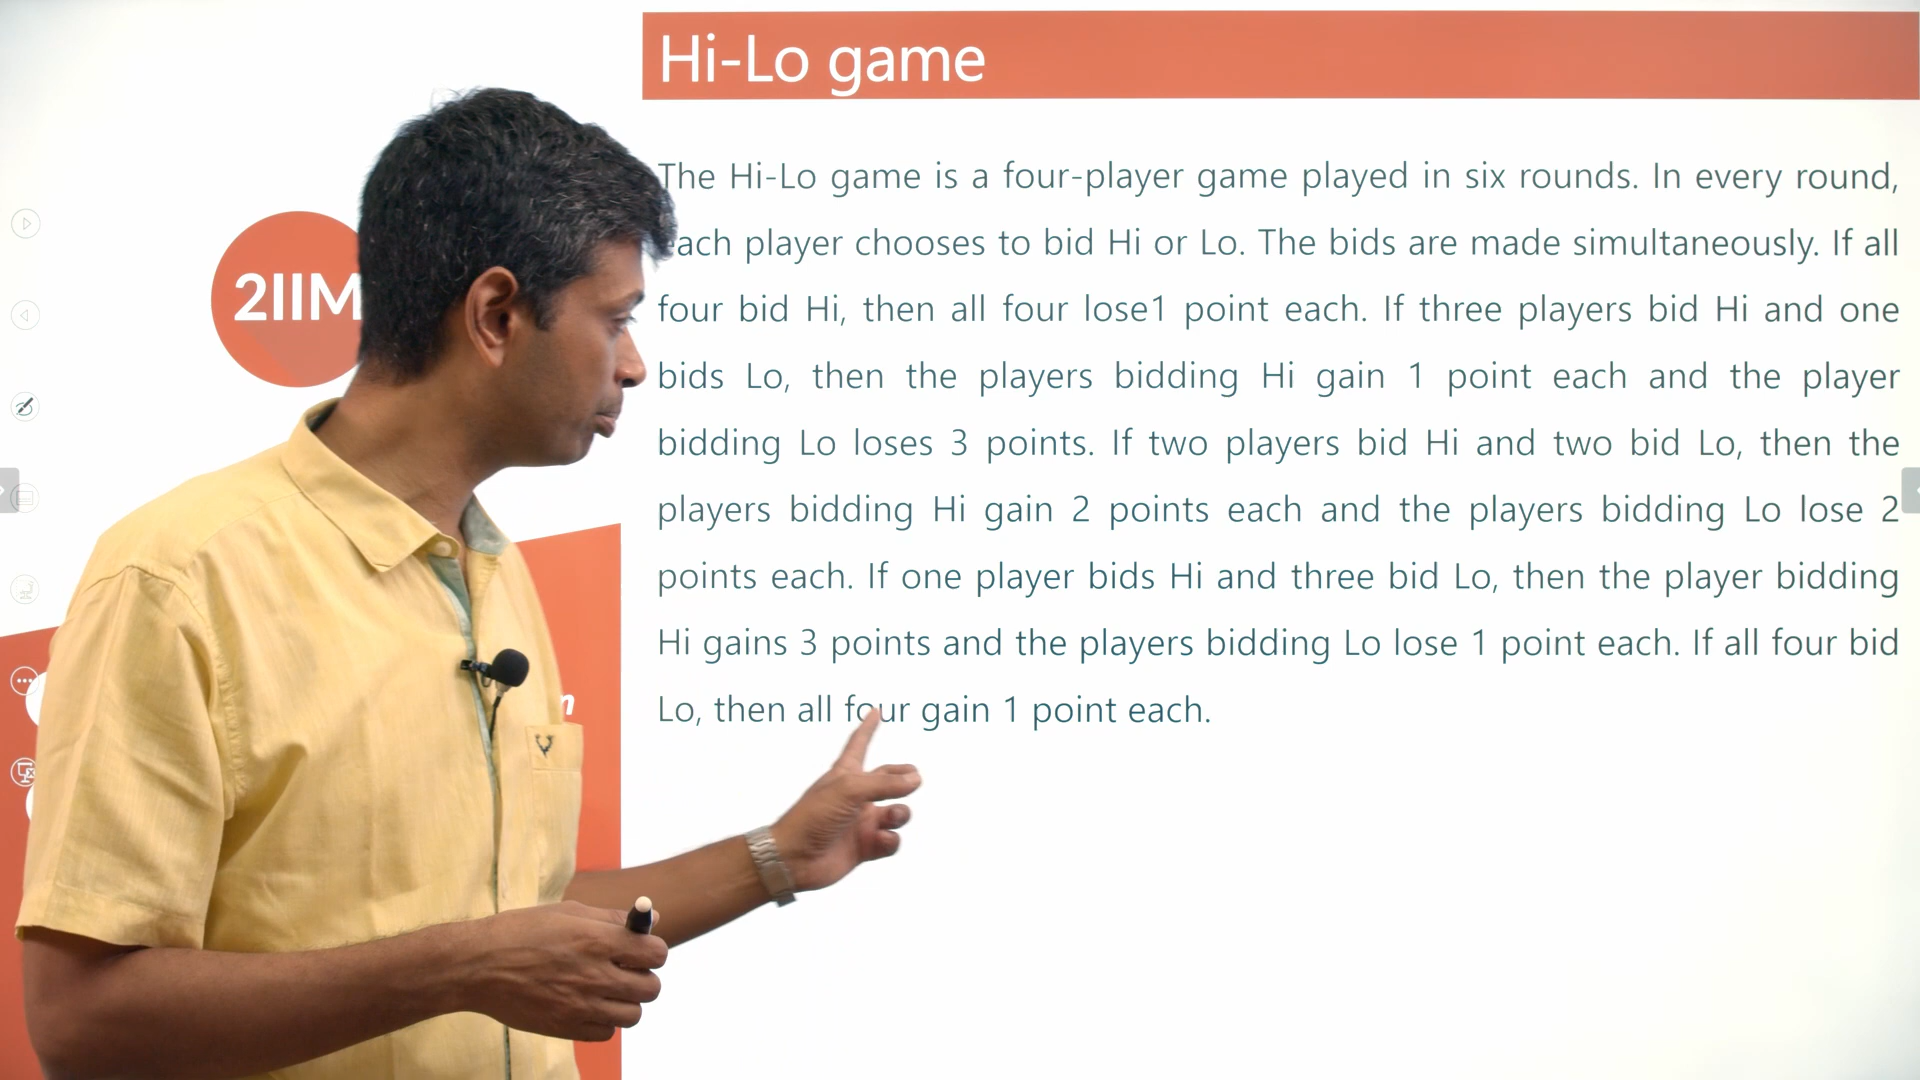 Hi-Lo game
The Hi-Lo game is a four-player game played in six rounds. In every round,
each player chooses to bid Hi or Lo. The bids are made simultaneously. If all
four bid Hi, then all four lose1 point each. If three players bid Hi and one
bids Lo, then the players bidding Hi gain 1 point each and the player
bidding Lo loses 3 points. If two players bid Hi and two bid Lo, then the
players bidding Hi gain 2 points each and the players bidding Lo lose 2
points each. If one player bids Hi and three bid Lo, then the player bidding
Hi gains 3 points and the players bidding Lo lose 1 point each. If all four bid
Lo, then all four gain 1 point each.
2IIM